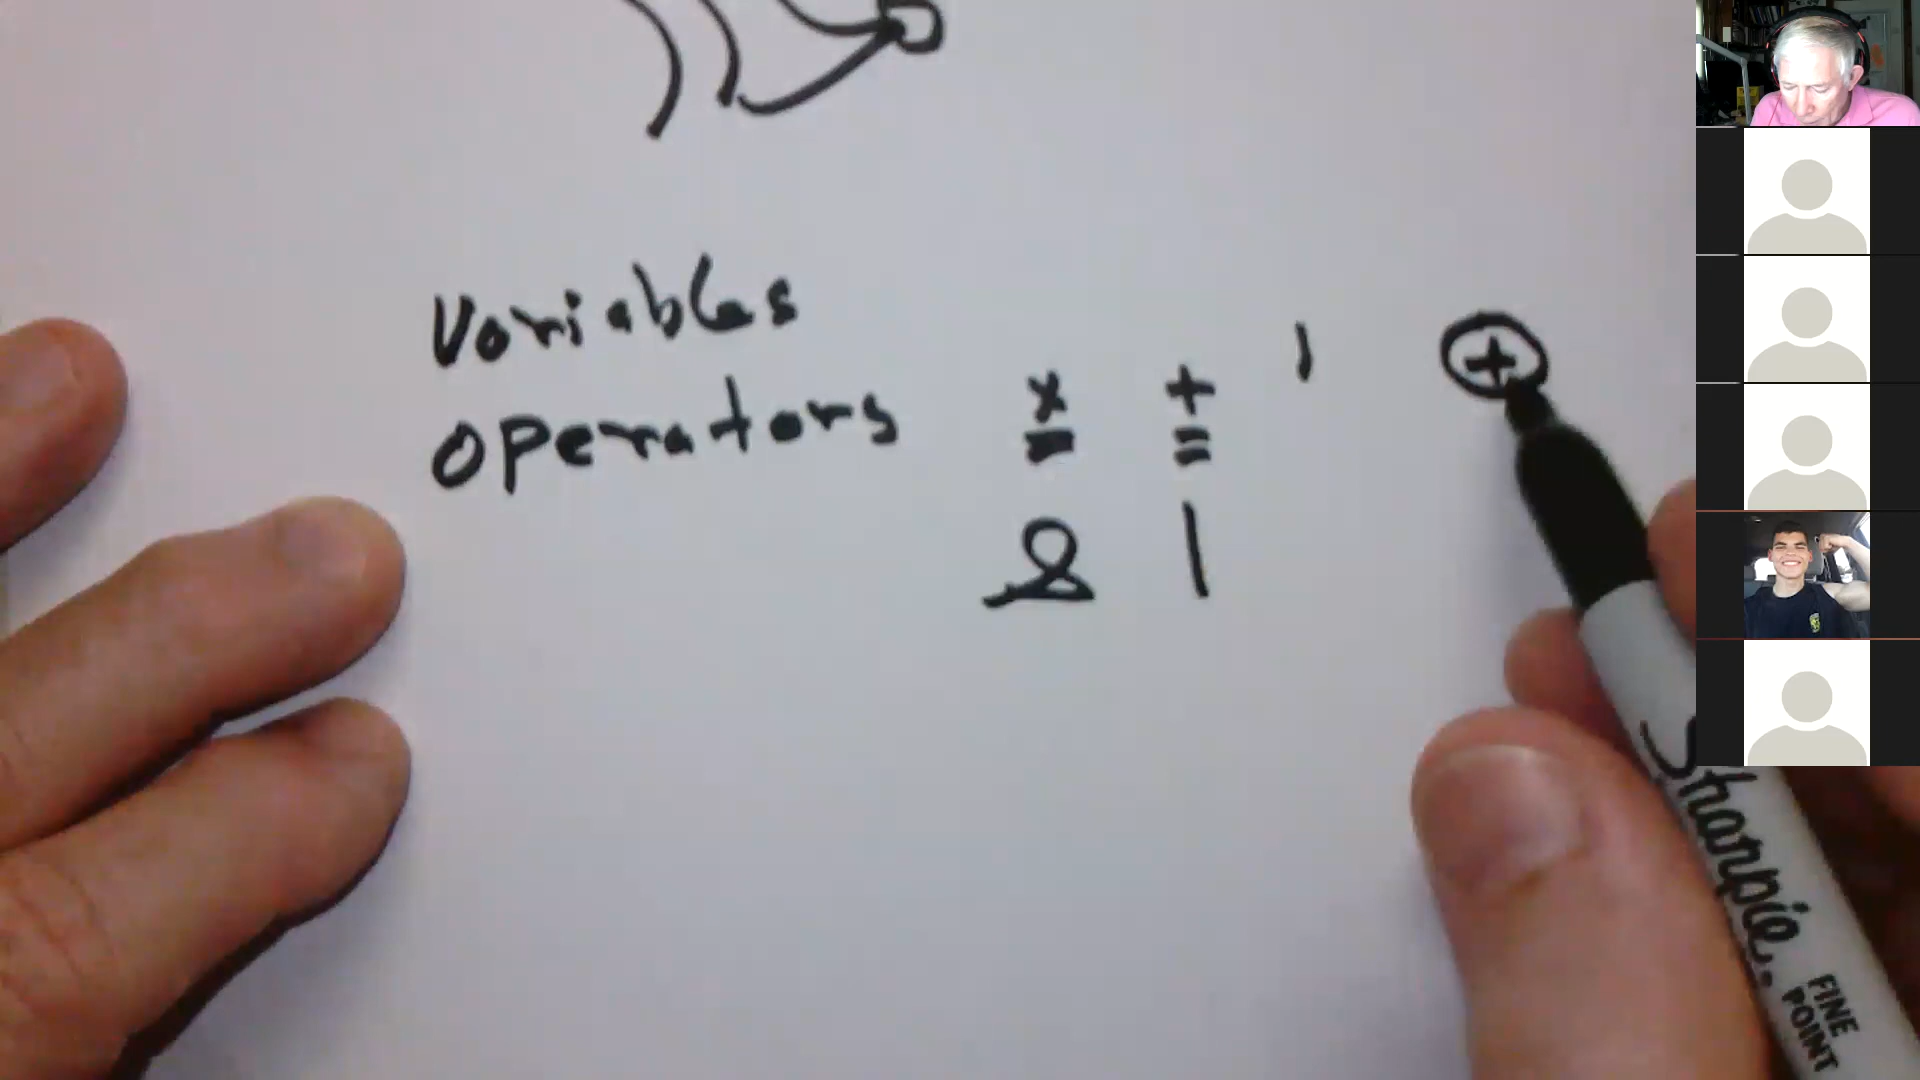 Variables
operators × + ' ⊕
= =
& |
Sharpie.
FINE
POINT